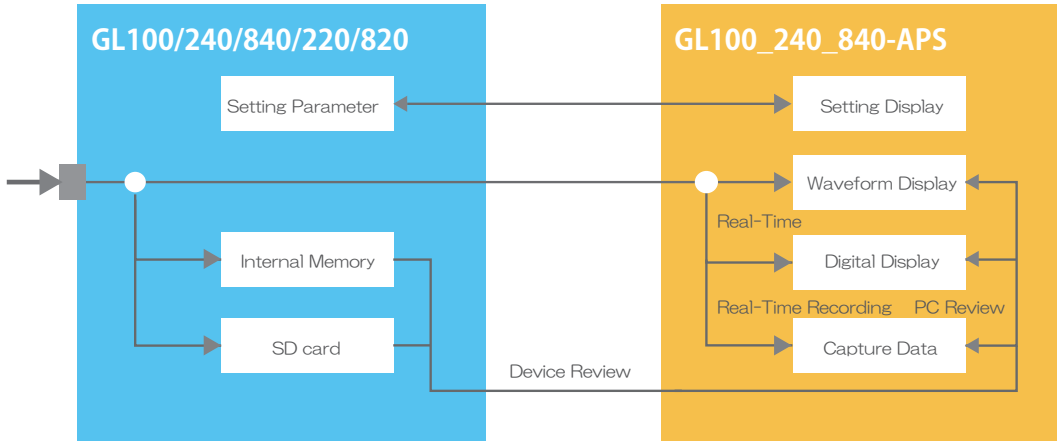 GL100/240/840/220/820
GL100_240_840-APS
Setting Parameter
Setting Display
Waveform Display
Real-Time
Internal Memory
Digital Display
Real-Time Recording
PC Review
SD card
Capture Data
Device Review